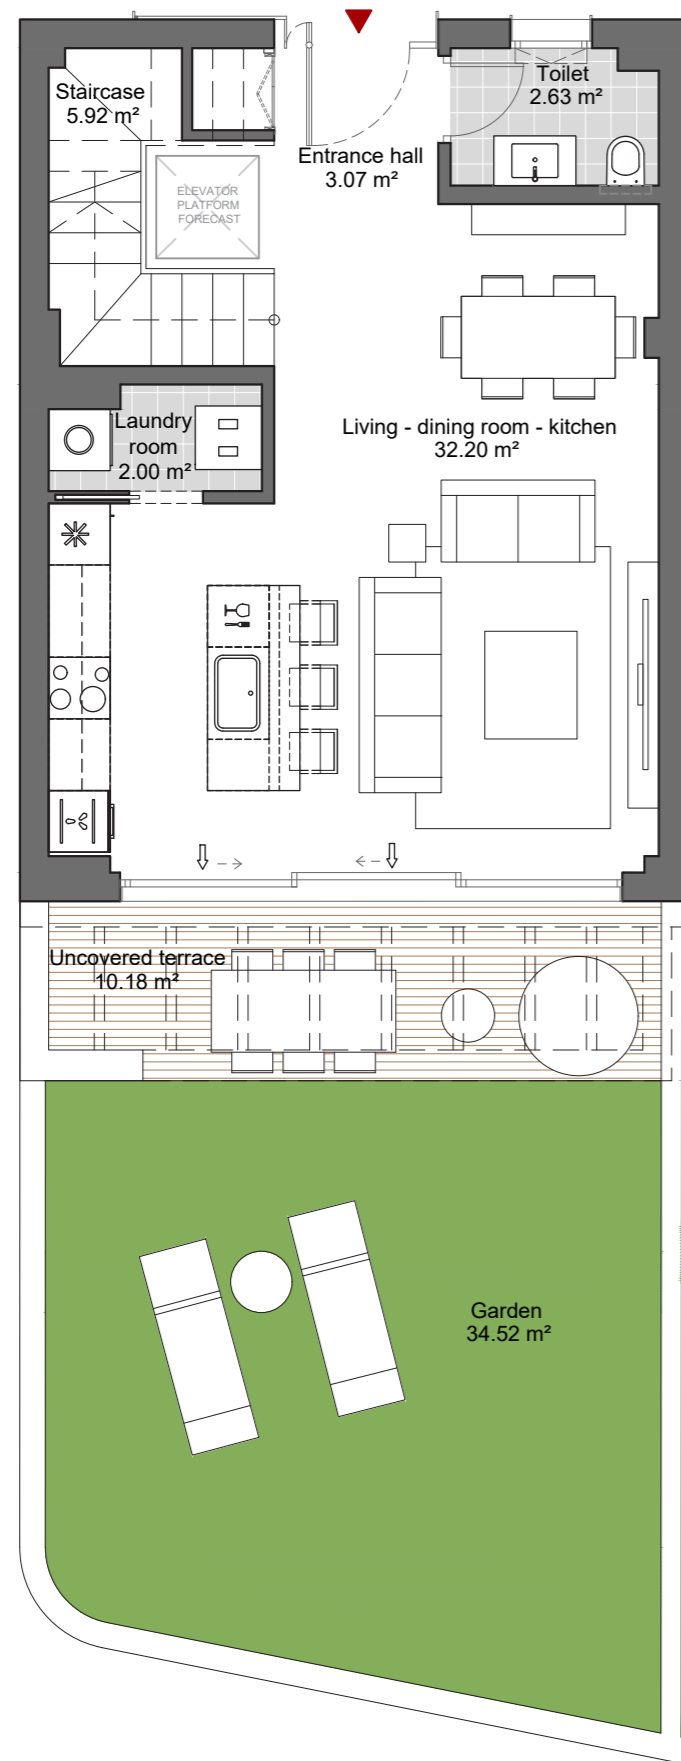 Toilet
2.63 m²
Staircase
5.92 m²
Entrance hall
3.07 m²
ELEVATOR
PLATFORM
FORECAST
Laundry
room
2.00 m²
Living - dining room - kitchen
32.20 m²
Uncovered terrace
10.18 m²
Garden
34.52 m²